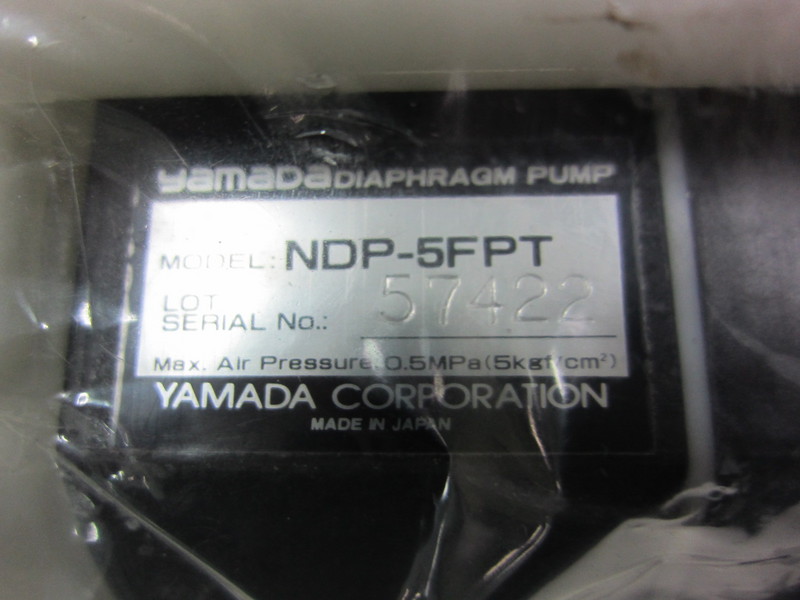 yamada DIAPHRAGM PUMP
MODEL: NDP-5FPT
LOT
SERIAL No.: 57422
Max. Air Pressure 0.5MPa(5kgf/cm²)
YAMADA CORPORATION
MADE IN JAPAN